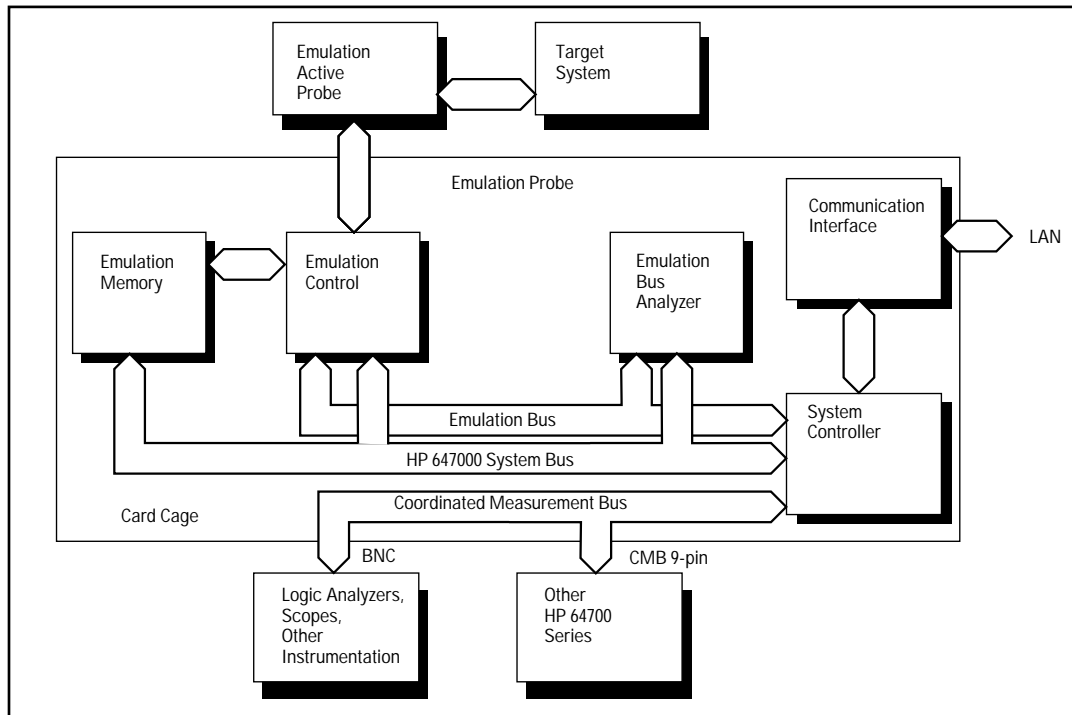 Emulation
Active
Probe
Target
System
Emulation Probe
Communication
Interface
LAN
Emulation
Memory
Emulation
Control
Emulation
Bus
Analyzer
System
Controller
Emulation Bus
HP 647000 System Bus
Coordinated Measurement Bus
Card Cage
BNC
CMB 9-pin
Logic Analyzers,
Scopes,
Other
Instrumentation
Other
HP 64700
Series